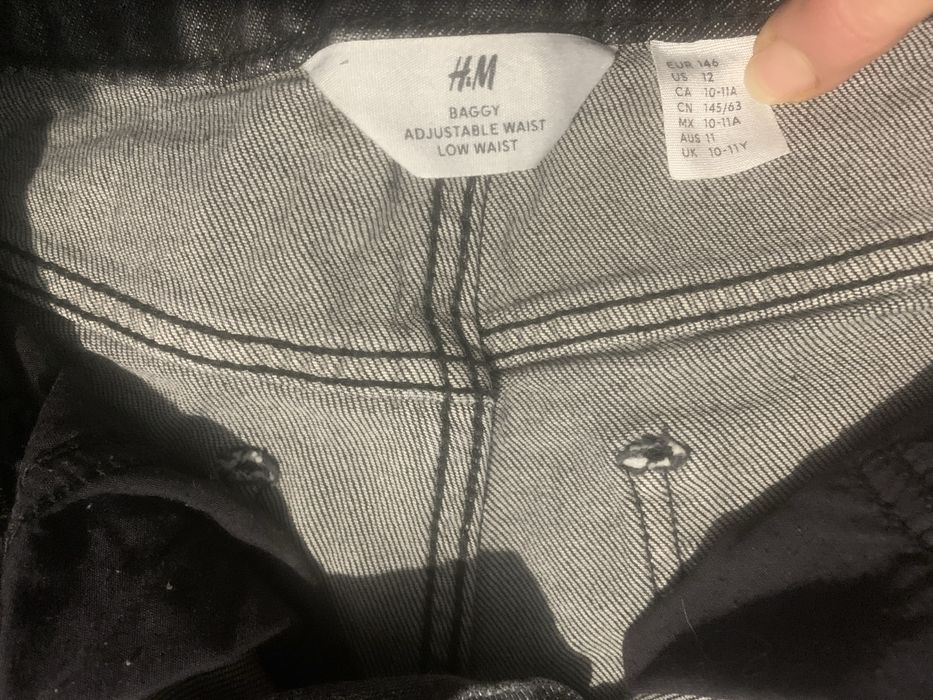 H&M
BAGGY
ADJUSTABLE WAIST
LOW WAIST
EUR 146
US 12
CA 10-11A
CN 145/63
MX 10-11A
AUS 11
UK 10-11Y